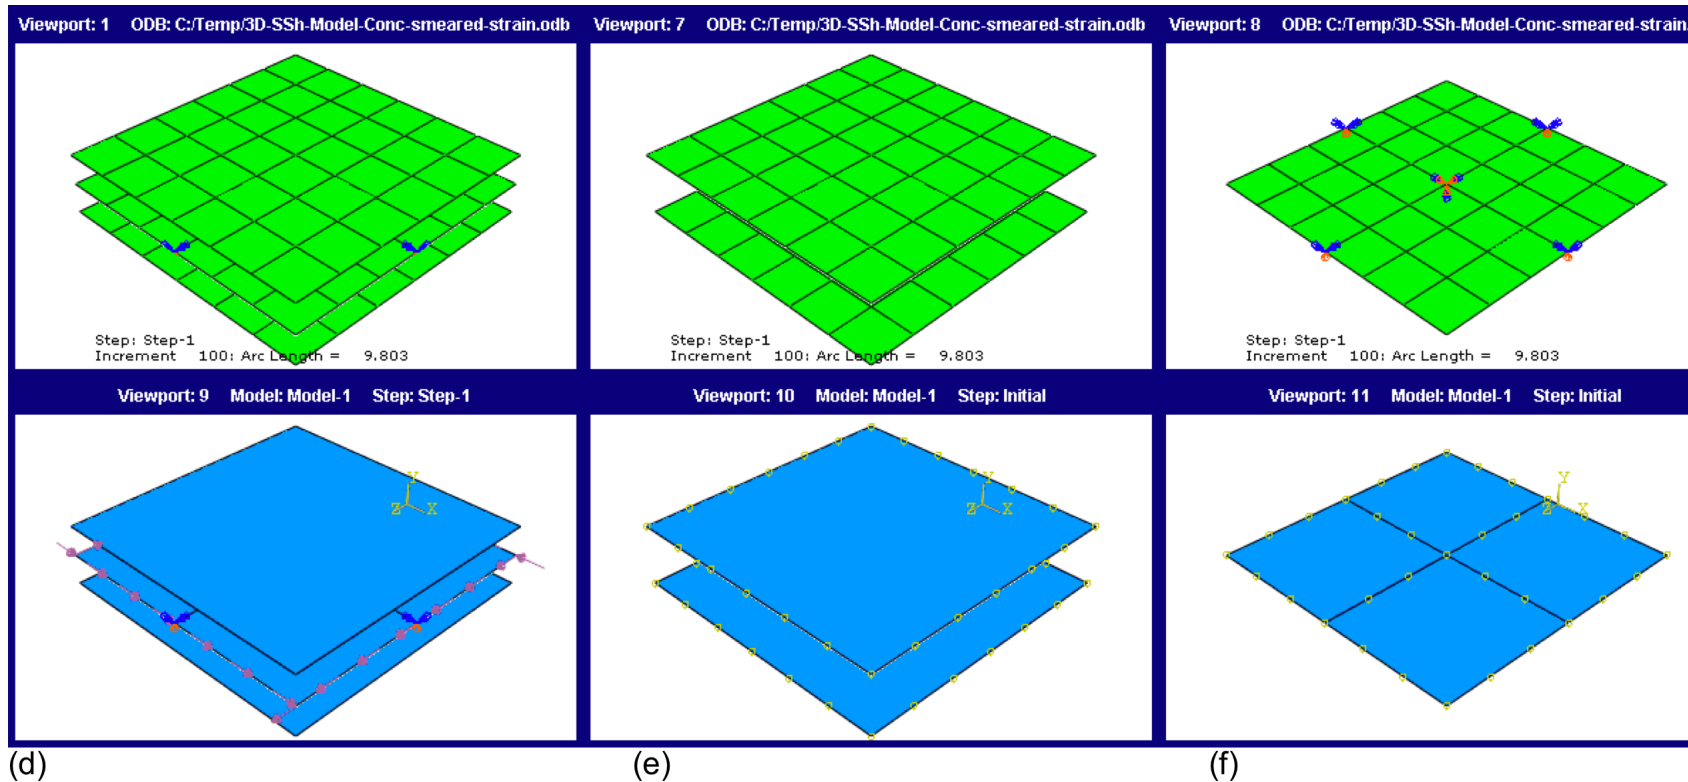 Viewport: 1 ODB: C:/Temp/3D-SSh-Model-Conc-smeared-strain.odb
Viewport: 7 ODB: C:/Temp/3D-SSh-Model-Conc-smeared-strain.odb
Viewport: 8 ODB: C:/Temp/3D-SSh-Model-Conc-smeared-strain.
Step: Step-1
Increment 100: Arc Length = 9.803
Step: Step-1
Increment 100: Arc Length = 9.803
Step: Step-1
Increment 100: Arc Length = 9.803
Viewport: 9 Model: Model-1 Step: Step-1
Viewport: 10 Model: Model-1 Step: Initial
Viewport: 11 Model: Model-1 Step: Initial
Y
Z X
Y
Z X
Y
Z X
(d)
(e)
(f)